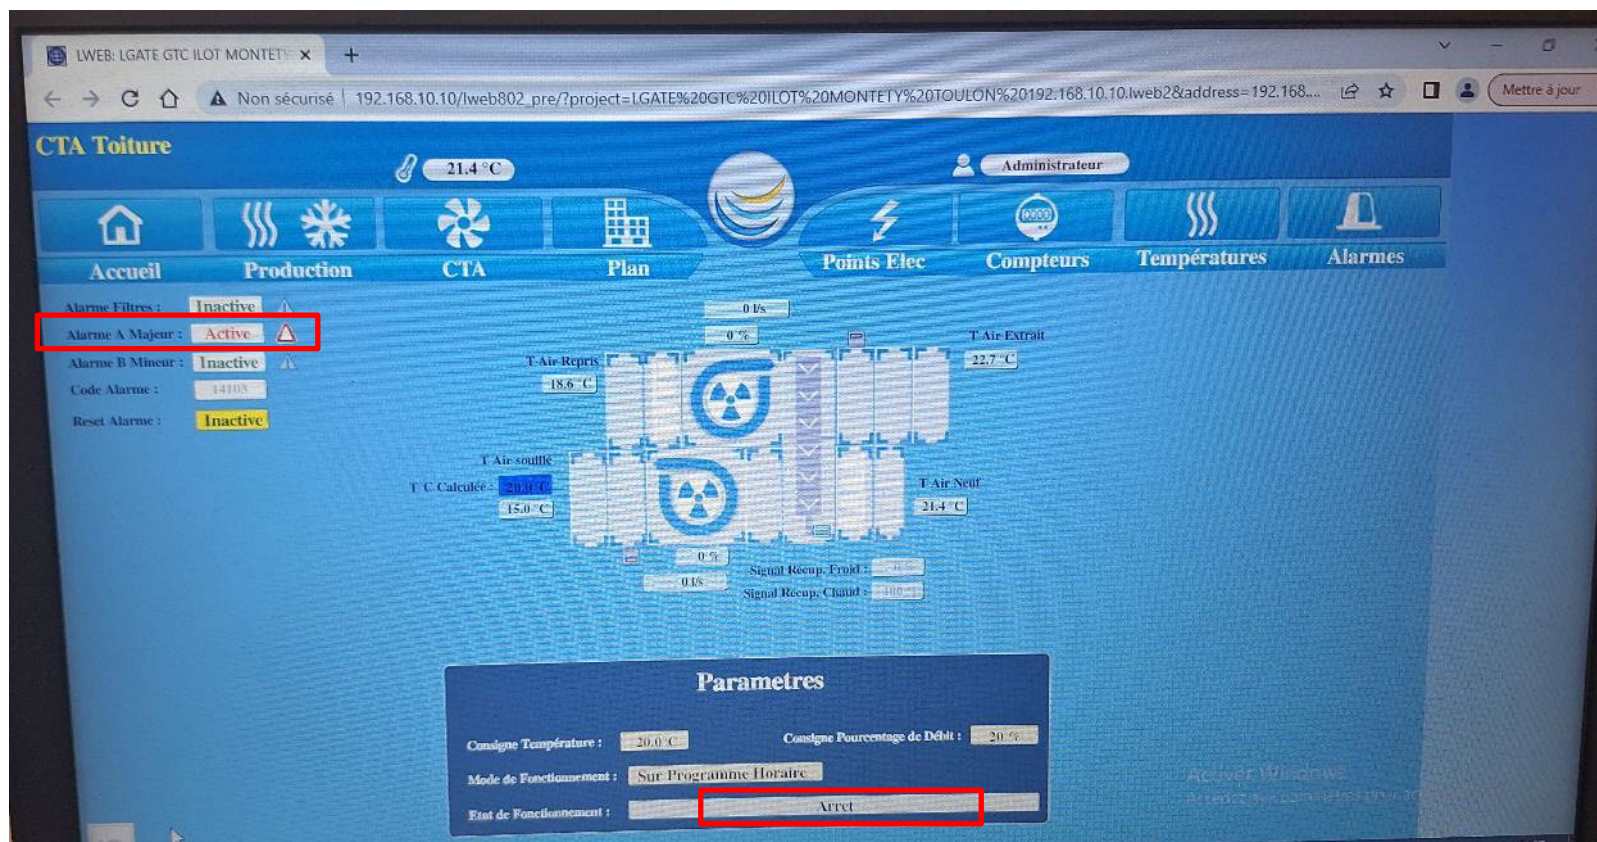 LWEB: LGATE GTC ILOT MONTETY
Non sécurisé
192.168.10.10/lweb802_pre/?project=LGATE%20GTC%20ILOT%20MONTETY%20TOULON%20192.168.10.10.lweb2&address=192.168....
Mettre à jour
CTA Toiture
21.4 °C
Administrateur
Accueil
Production
CTA
Plan
Points Elec
Compteurs
Températures
Alarmes
Alarme Filtres : Inactive
Alarme A Majeur : Active
Alarme B Mineur : Inactive
Code Alarme : 14103
Reset Alarme : Inactive
0 l/s
0 %
T Air Repris
18.6 °C
T Air Extrait
22.7 °C
T Air soufflé
T°C Calculée : 20.0 °C
15.0 °C
T Air Neuf
21.4 °C
0 %
0 l/s
Signal Récup. Froid :
Signal Récup. Chaud :
Parametres
Consigne Température : 20.0 °C
Consigne Pourcentage de Débit : 20 %
Mode de Fonctionnement : Sur Programme Horaire
Etat de Fonctionnement : Arret
Activer Windows